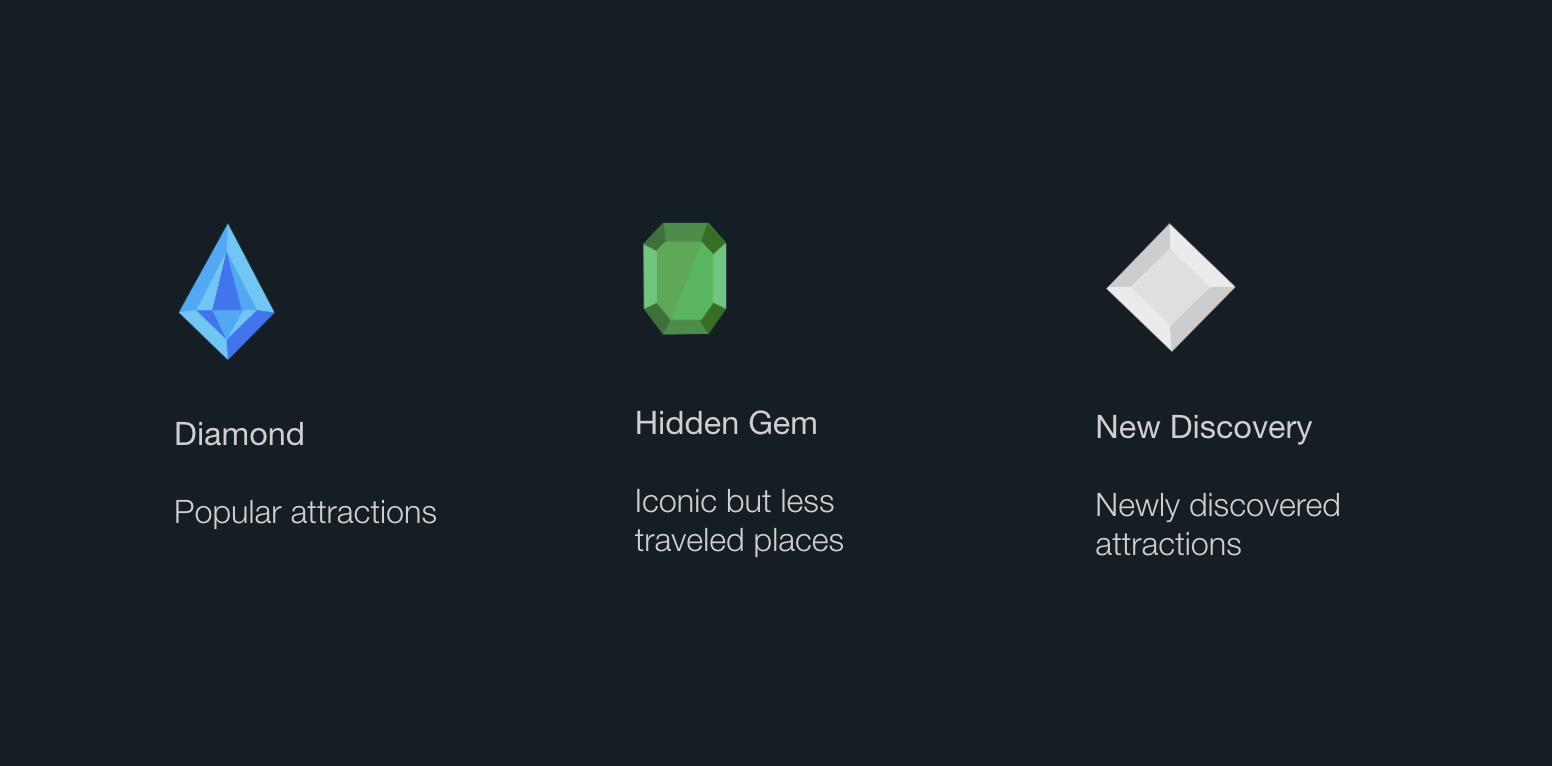 Diamond
Popular attractions
Hidden Gem
Iconic but less
traveled places
New Discovery
Newly discovered
attractions